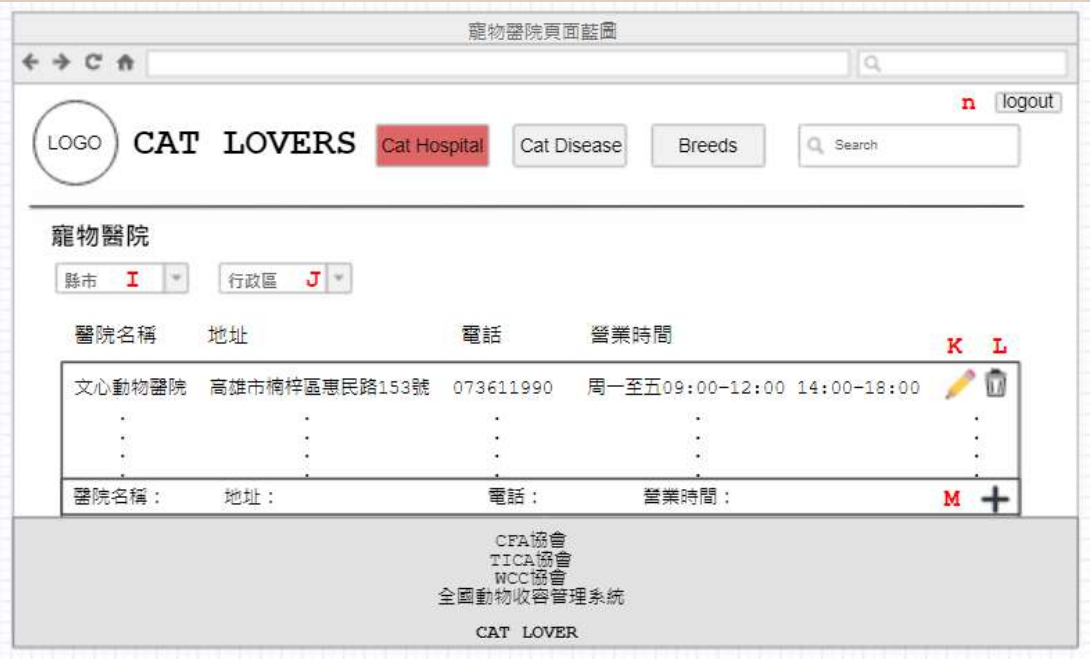 寵物醫院頁面藍圖
n logout
LOGO CAT LOVERS Cat Hospital Cat Disease Breeds Search
寵物醫院
縣市 I 行政區 J
醫院名稱 地址 電話 營業時間
K L
文心動物醫院 高雄市楠梓區惠民路153號 073611990 周一至五09:00-12:00 14:00-18:00
醫院名稱： 地址： 電話： 營業時間： M
CFA協會
TICA協會
WCC協會
全國動物收容管理系統
CAT LOVER